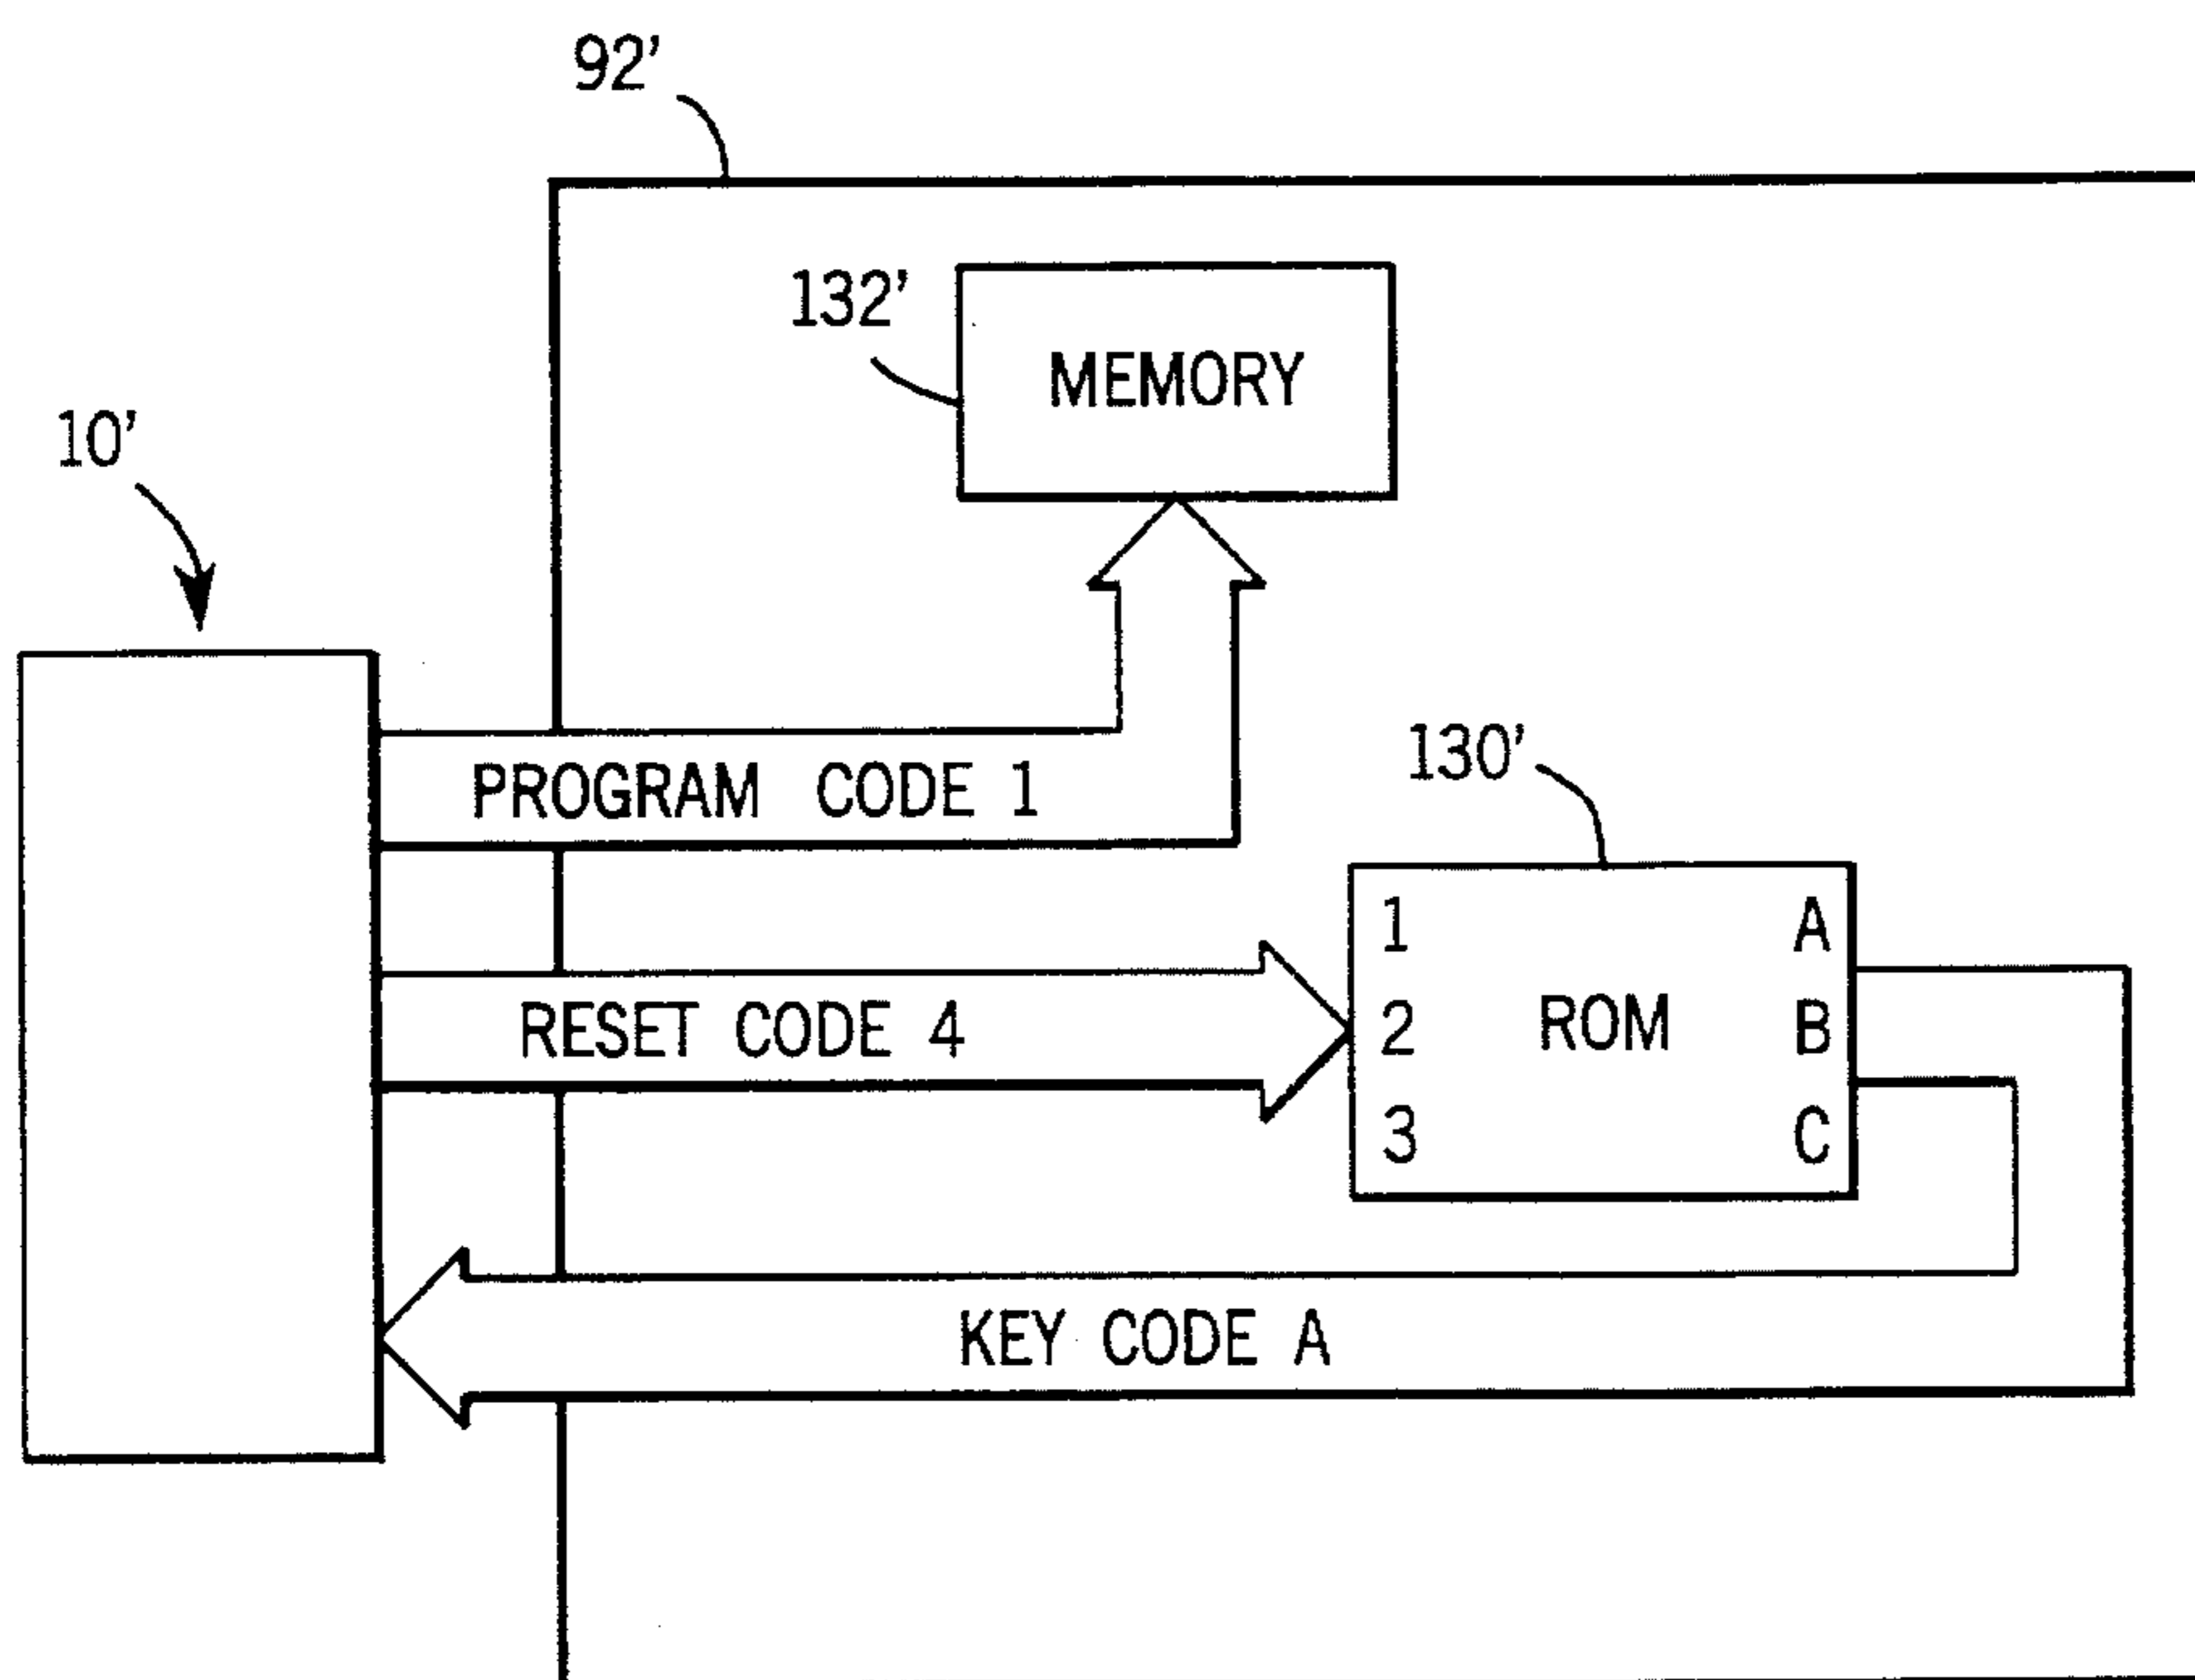 92'
132'
MEMORY
10'
PROGRAM CODE 1
130'
1 A
RESET CODE 4
2 ROM B
3 C
KEY CODE A